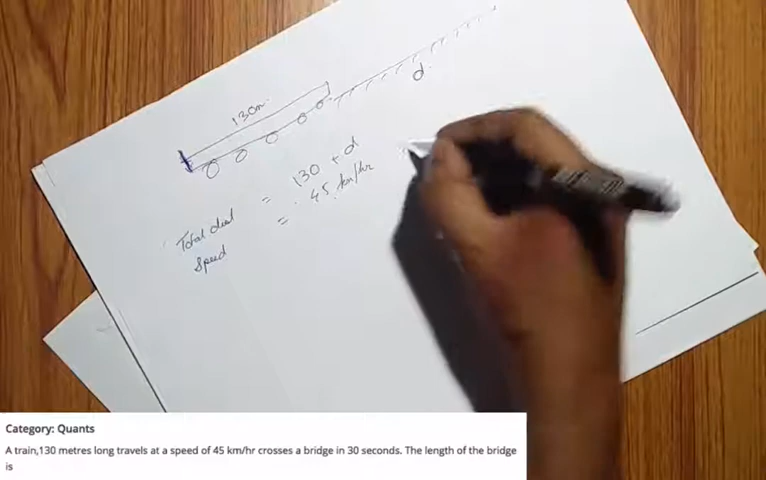 130m
d
Total dist = 130 + d
Speed = 45 km/hr
Category: Quants
A train,130 metres long travels at a speed of 45 km/hr crosses a bridge in 30 seconds. The length of the bridge
is